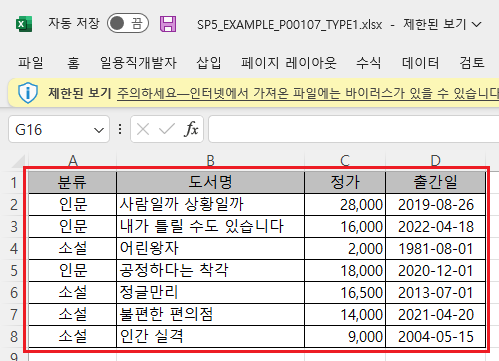 자동 저장 끔 SP5_EXAMPLE_P00107_TYPE1.xlsx - 제한된 보기
파일 홈 일용직개발자 삽입 페이지 레이아웃 수식 데이터 검토
제한된 보기 주의하세요—인터넷에서 가져온 파일에는 바이러스가 있을 수 있습니다
G16 fx
A B C D
1 분류 도서명 정가 출간일
2 인문 사람일까 상황일까 28,000 2019-08-26
3 인문 내가 틀릴 수도 있습니다 16,000 2022-04-18
4 소설 어린왕자 2,000 1981-08-01
5 인문 공정하다는 착각 18,000 2020-12-01
6 소설 정글만리 16,500 2013-07-01
7 소설 불편한 편의점 14,000 2021-04-20
8 소설 인간 실격 9,000 2004-05-15
9